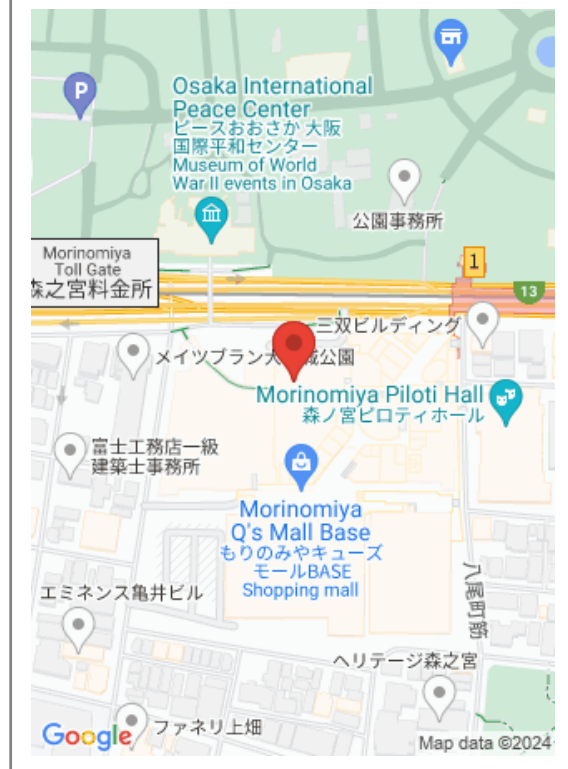 P
Osaka International
Peace Center
ピースおおさか 大阪
国際平和センター
Museum of World
War II events in Osaka
公園事務所
Morinomiya
Toll Gate
森之宮料金所
1
13
三双ビルディング
メイツブラン大 城公園
Morinomiya Piloti Hall
森ノ宮ピロティホール
富士工務店一級
建築士事務所
Morinomiya
Q's Mall Base
もりのみやキューズ
モールBASE
Shopping mall
エミネンス亀井ビル
八尾町筋
ヘリテージ森之宮
ファネリ上畑
Google
Map data ©2024